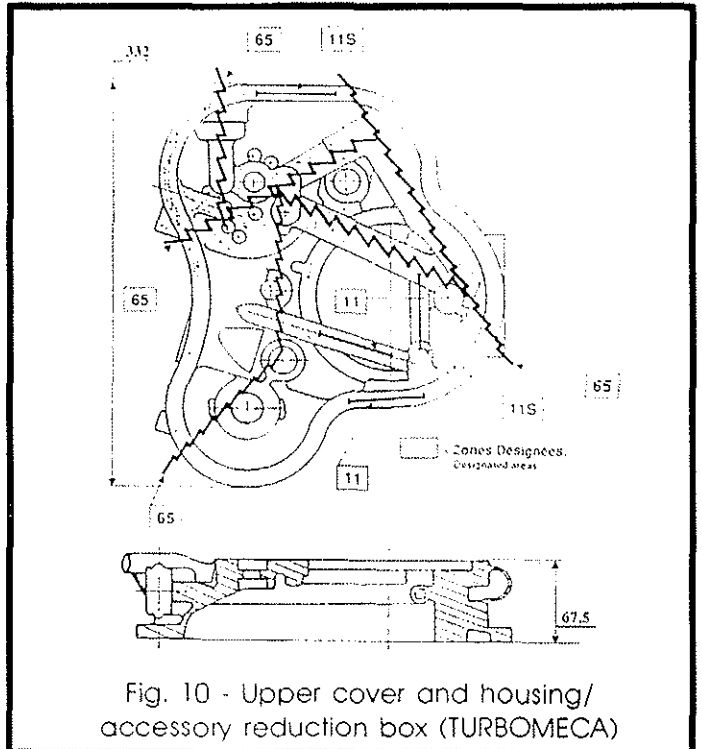 65 11S
332
65
11
65
11S
Zones Désignées.
Designated areas
11
65
67.5
Fig. 10 - Upper cover and housing/
accessory reduction box (TURBOMECA)